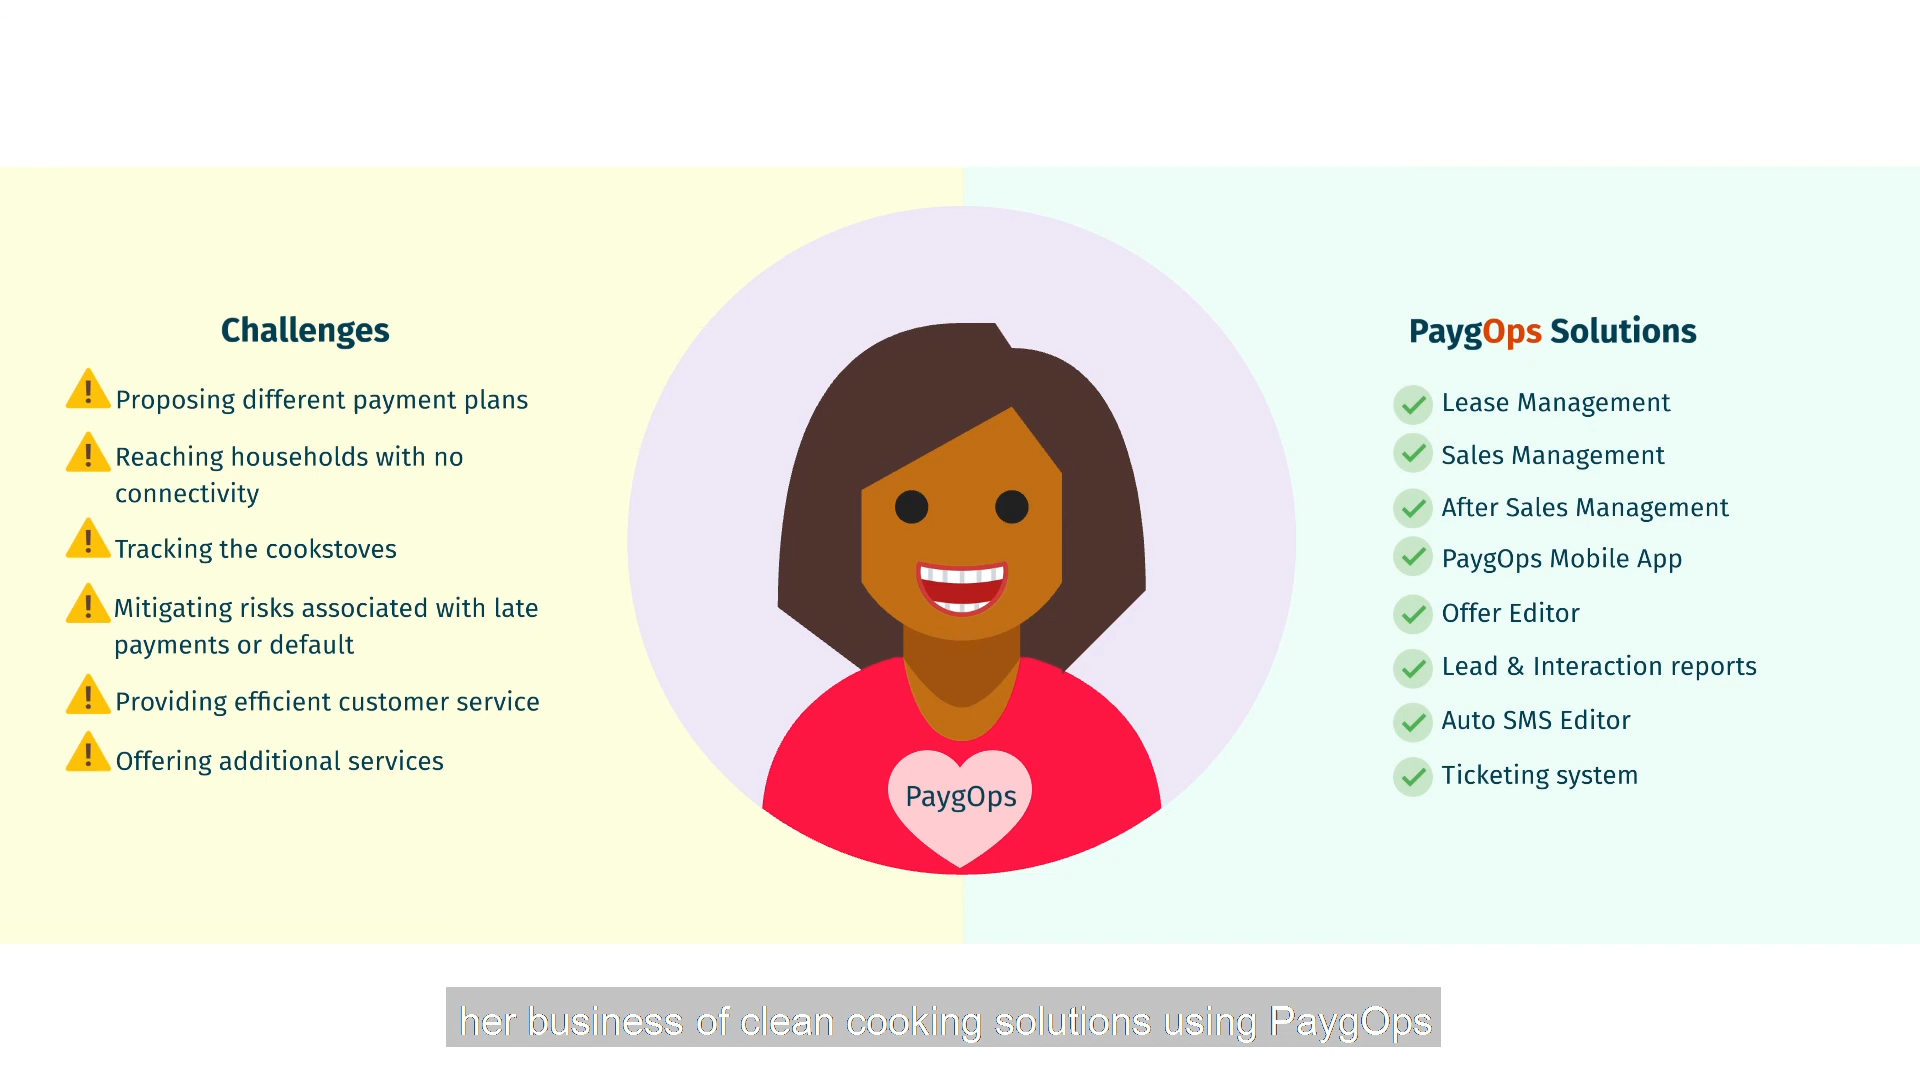 Challenges
Proposing different payment plans
Reaching households with no
connectivity
Tracking the cookstoves
Mitigating risks associated with late
payments or default
Providing efficient customer service
Offering additional services
PaygOps
PaygOps Solutions
Lease Management
Sales Management
After Sales Management
PaygOps Mobile App
Offer Editor
Lead & Interaction reports
Auto SMS Editor
Ticketing system
her business of clean cooking solutions using PaygOps